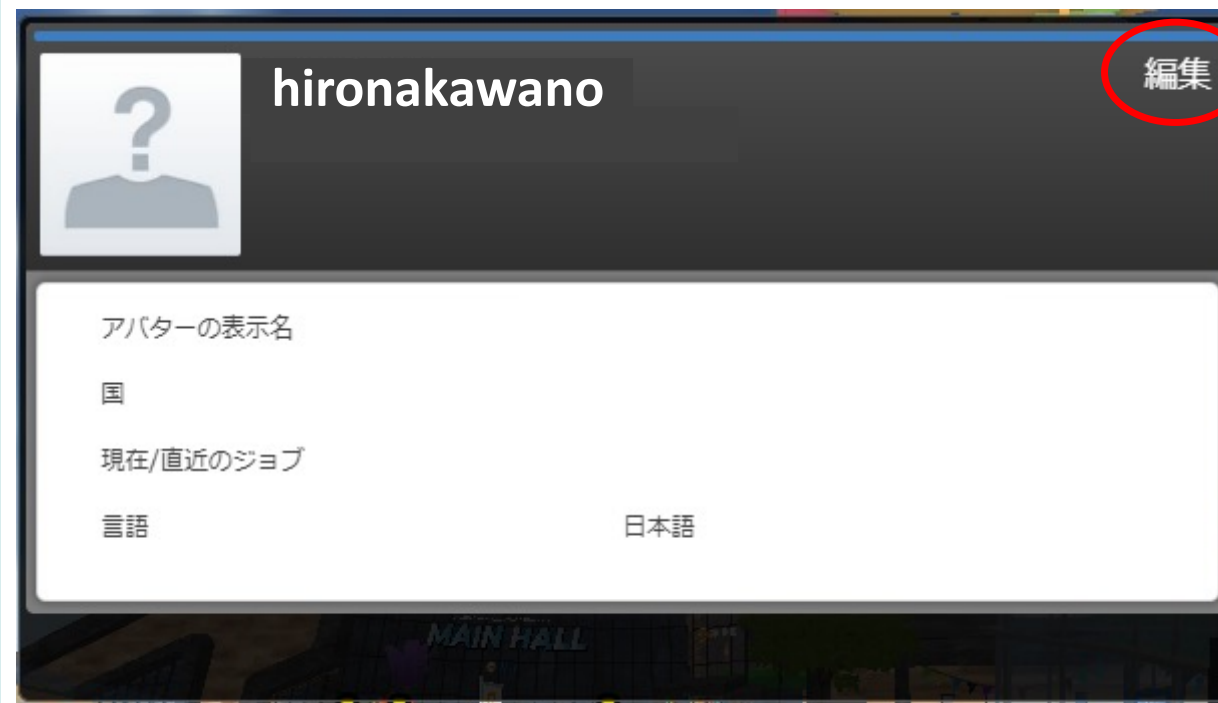 hironakawano
編集
アバターの表示名
国
現在/直近のジョブ
言語 日本語
MAIN HALL